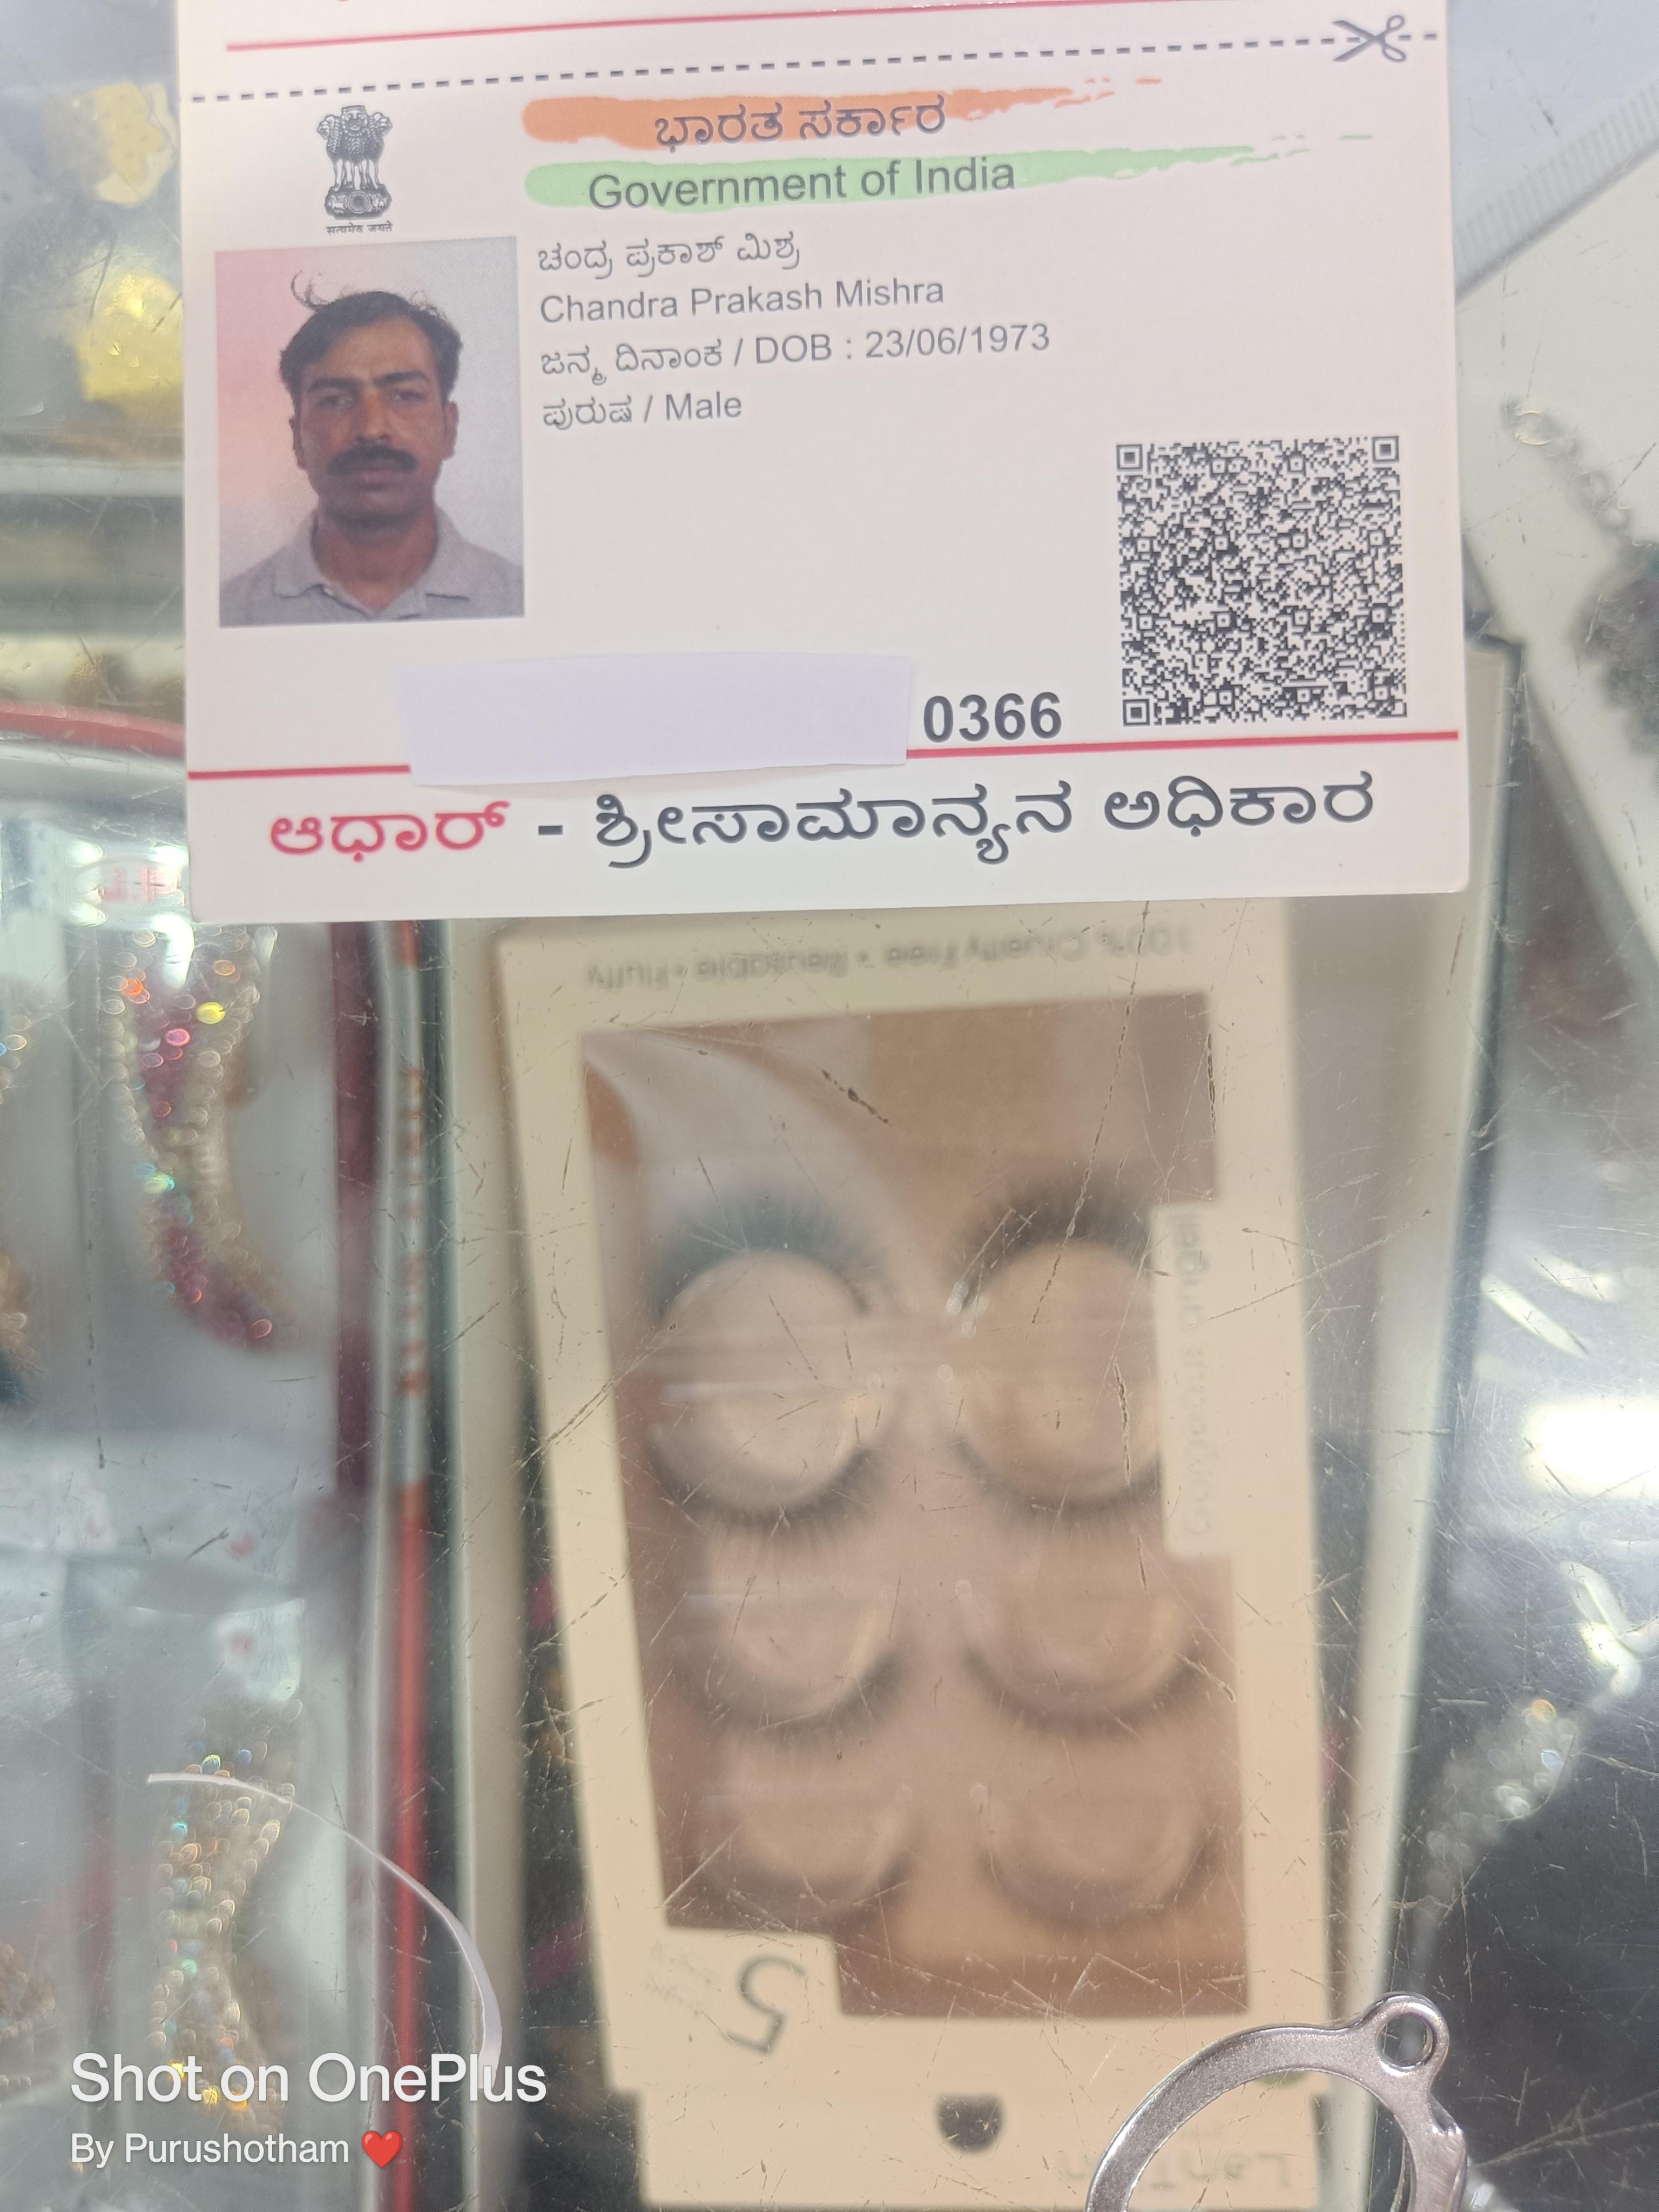 ಭಾರತ ಸರ್ಕಾರ
Government of India
सत्यमेव जयते
ಚಂದ್ರ ಪ್ರಕಾಶ್ ಮಿಶ್ರ
Chandra Prakash Mishra
ಜನ್ಮ ದಿನಾಂಕ / DOB : 23/06/1973
ಪುರುಷ / Male
0366
ಆಧಾರ್ - ಶ್ರೀಸಾಮಾನ್ಯನ ಅಧಿಕಾರ
100% Cruelty Free • Reusable • Fluffy
5
Shot on OnePlus
By Purushotham ❤️